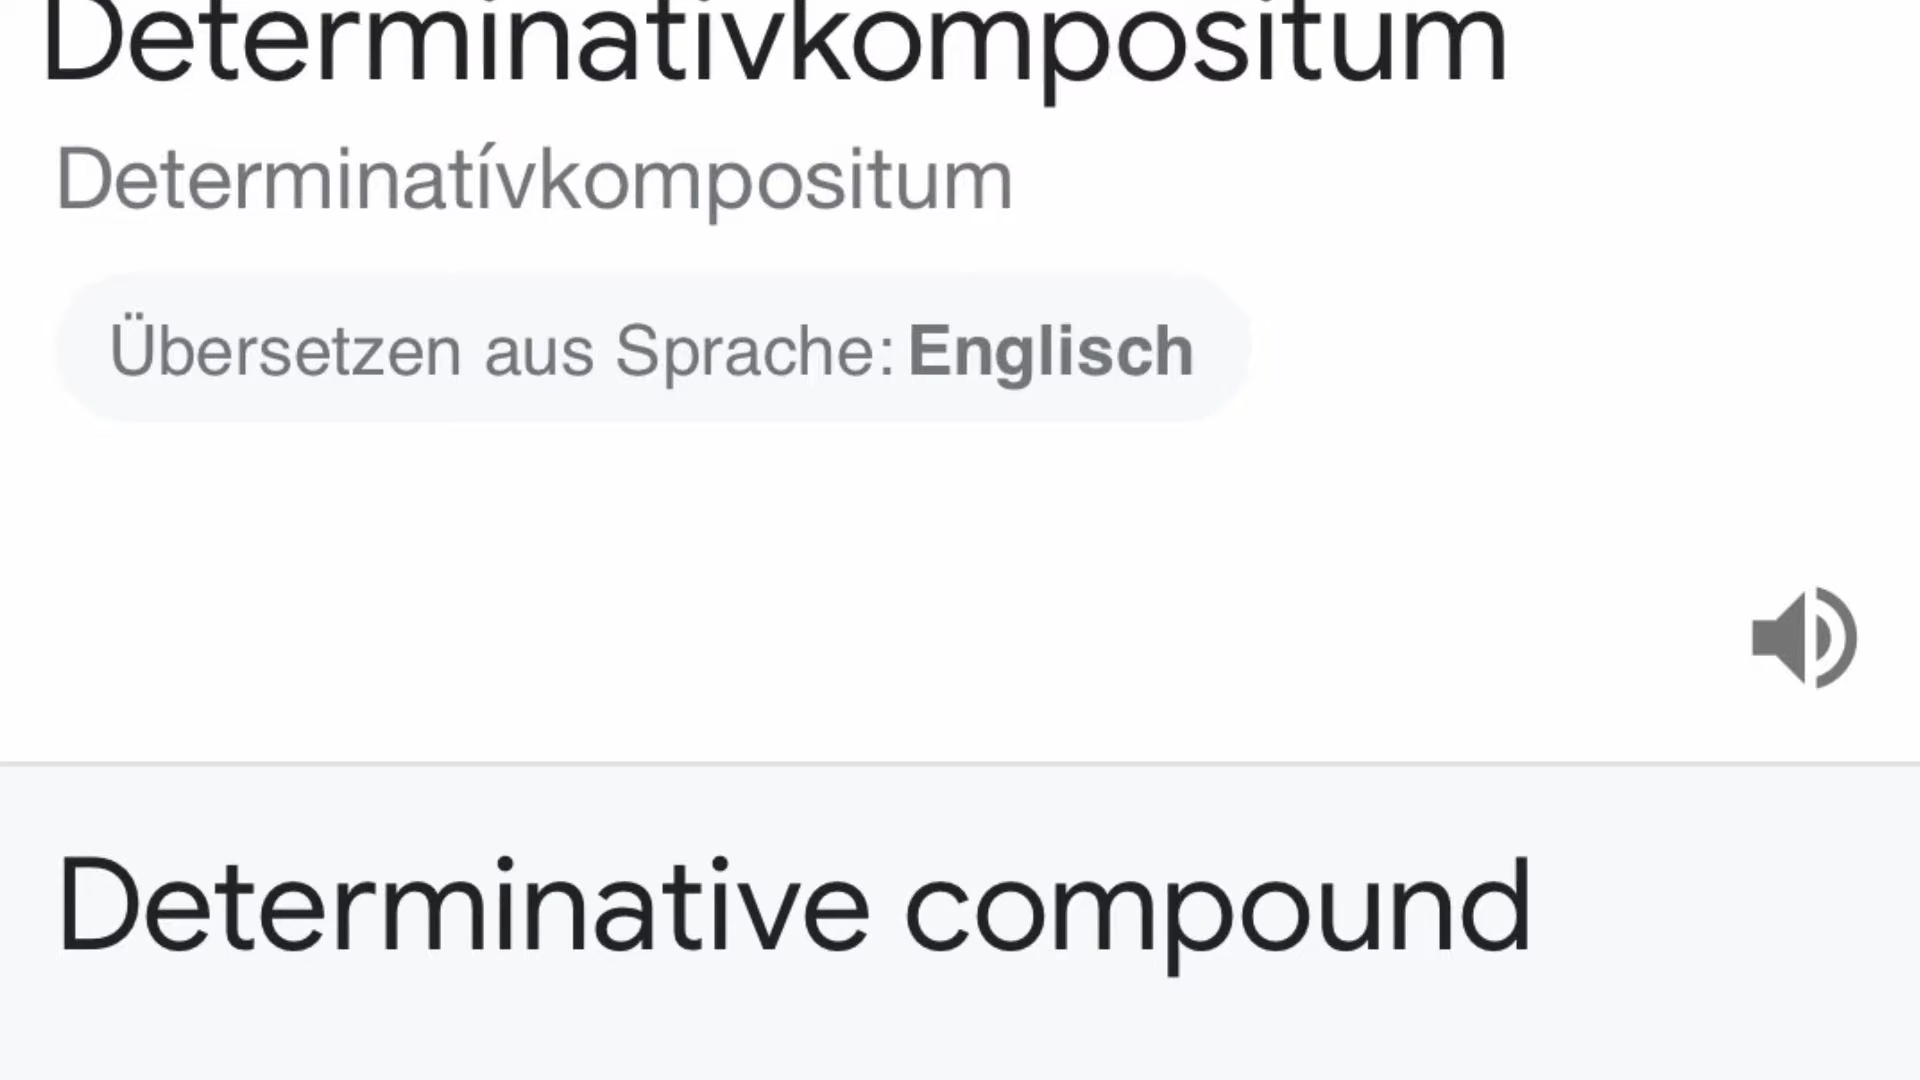 Determinativkompositum
Determinatívkompositum
Übersetzen aus Sprache: Englisch
Determinative compound